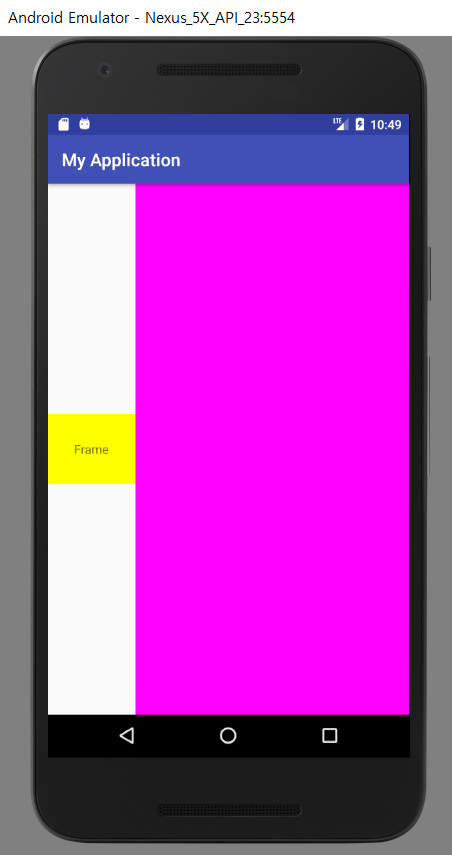 Android Emulator - Nexus_5X_API_23:5554
LTE 10:49
My Application
Frame